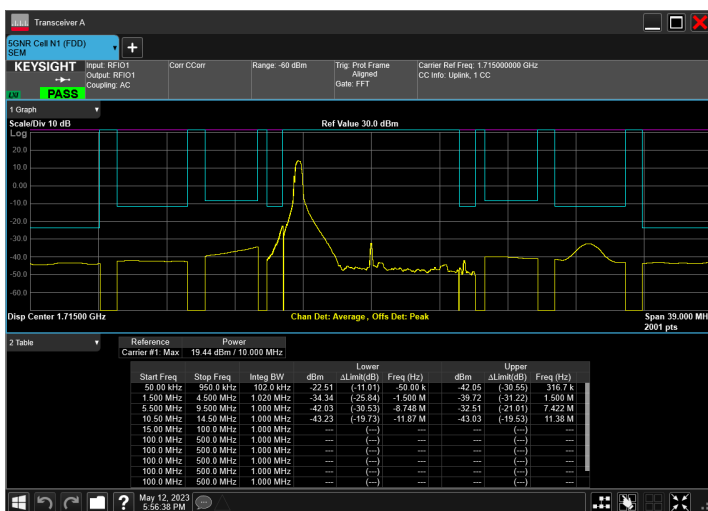 Transceiver A
5GNR Cell N1 (FDD)
SEM
KEYSIGHT
LXI
PASS
Input: RFIO1
Output: RFIO1
Coupling: AC
Corr CCorr
Range: -60 dBm
Trig: Prot Frame
Aligned
Gate: FFT
Carrier Ref Freq: 1.715000000 GHz
CC Info: Uplink, 1 CC
1 Graph
Scale/Div 10 dB
Ref Value 30.0 dBm
Log
20.0
10.0
0.00
-10.0
-20.0
-30.0
-40.0
-50.0
-60.0
Disp Center 1.71500 GHz
Chan Det: Average, Offs Det: Peak
Span 39.000 MH
2001 pts
2 Table
Reference Power
Carrier #1: Max 19.44 dBm / 10.000 MHz
Lower Upper
Start Freq Stop Freq Integ BW dBm ΔLimit(dB) Freq (Hz) dBm ΔLimit(dB) Freq (Hz)
50.00 kHz 950.0 kHz 102.0 kHz -22.51 (-11.01) -50.00 k -42.05 (-30.55) 316.7 k
1.500 MHz 4.500 MHz 1.020 MHz -34.34 (-25.84) -1.500 M -39.72 (-31.22) 1.500 M
5.500 MHz 9.500 MHz 1.000 MHz -42.03 (-30.53) -8.748 M -32.51 (-21.01) 7.422 M
10.50 MHz 14.50 MHz 1.000 MHz -43.23 (-19.73) -11.87 M -43.03 (-19.53) 11.38 M
15.00 MHz 100.0 MHz 1.000 MHz --- (---) --- --- (---) ---
100.0 MHz 500.0 MHz 1.000 MHz --- (---) --- --- (---) ---
100.0 MHz 500.0 MHz 1.000 MHz --- (---) --- --- (---) ---
100.0 MHz 500.0 MHz 1.000 MHz --- (---) --- --- (---) ---
100.0 MHz 500.0 MHz 1.000 MHz --- (---) --- --- (---) ---
100.0 MHz 500.0 MHz 1.000 MHz --- (---) --- --- (---) ---
May 12, 2023
5:56:38 PM